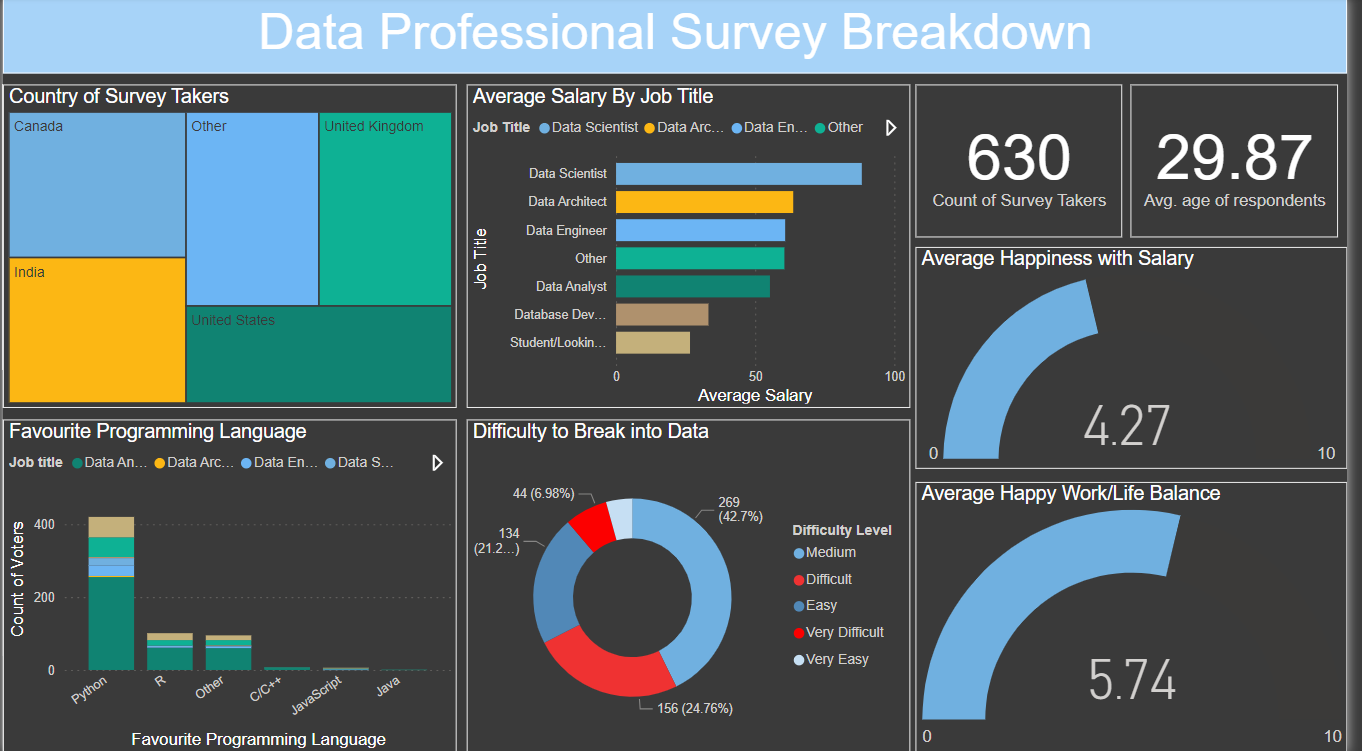 Data Professional Survey Breakdown
Country of Survey Takers
Canada
Other
United Kingdom
India
United States
Average Salary By Job Title
Job Title Data Scientist Data Arc... Data En... Other
Job Title
Data Scientist
Data Architect
Data Engineer
Other
Data Analyst
Database Dev...
Student/Lookin...
0 50 100
Average Salary
630
Count of Survey Takers
29.87
Avg. age of respondents
Average Happiness with Salary
4.27
0 10
Favourite Programming Language
Job title Data An... Data Arc... Data En... Data S...
Count of Voters
400
200
0
Python R Other C/C++ JavaScript Java
Favourite Programming Language
Difficulty to Break into Data
44 (6.98%)
269
(42.7%)
134
(21.2...)
156 (24.76%)
Difficulty Level
Medium
Difficult
Easy
Very Difficult
Very Easy
Average Happy Work/Life Balance
5.74
0 10